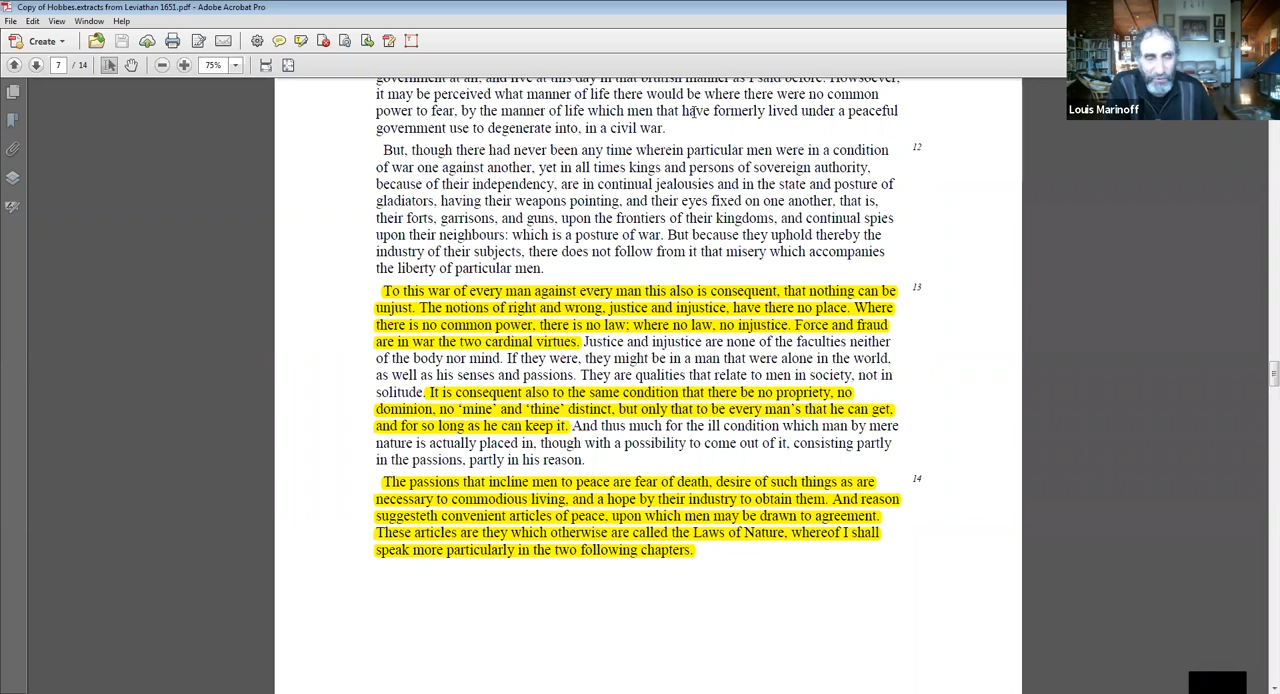 Copy of Hobbes.extracts from Leviathan 1651.pdf - Adobe Acrobat Pro
File Edit View Window Help
Create
7 / 14 75%
Louis Marinoff
government at all, and live at this day in that brutish manner as I said before. Howsoever,
it may be perceived what manner of life there would be where there were no common
power to fear, by the manner of life which men that have formerly lived under a peaceful
government use to degenerate into, in a civil war.
But, though there had never been any time wherein particular men were in a condition 12
of war one against another, yet in all times kings and persons of sovereign authority,
because of their independency, are in continual jealousies and in the state and posture of
gladiators, having their weapons pointing, and their eyes fixed on one another, that is,
their forts, garrisons, and guns, upon the frontiers of their kingdoms, and continual spies
upon their neighbours: which is a posture of war. But because they uphold thereby the
industry of their subjects, there does not follow from it that misery which accompanies
the liberty of particular men.
To this war of every man against every man this also is consequent, that nothing can be 13
unjust. The notions of right and wrong, justice and injustice, have there no place. Where
there is no common power, there is no law; where no law, no injustice. Force and fraud
are in war the two cardinal virtues. Justice and injustice are none of the faculties neither
of the body nor mind. If they were, they might be in a man that were alone in the world,
as well as his senses and passions. They are qualities that relate to men in society, not in
solitude. It is consequent also to the same condition that there be no propriety, no
dominion, no ‘mine’ and ‘thine’ distinct, but only that to be every man’s that he can get,
and for so long as he can keep it. And thus much for the ill condition which man by mere
nature is actually placed in, though with a possibility to come out of it, consisting partly
in the passions, partly in his reason.
The passions that incline men to peace are fear of death, desire of such things as are 14
necessary to commodious living, and a hope by their industry to obtain them. And reason
suggesteth convenient articles of peace, upon which men may be drawn to agreement.
These articles are they which otherwise are called the Laws of Nature, whereof I shall
speak more particularly in the two following chapters.